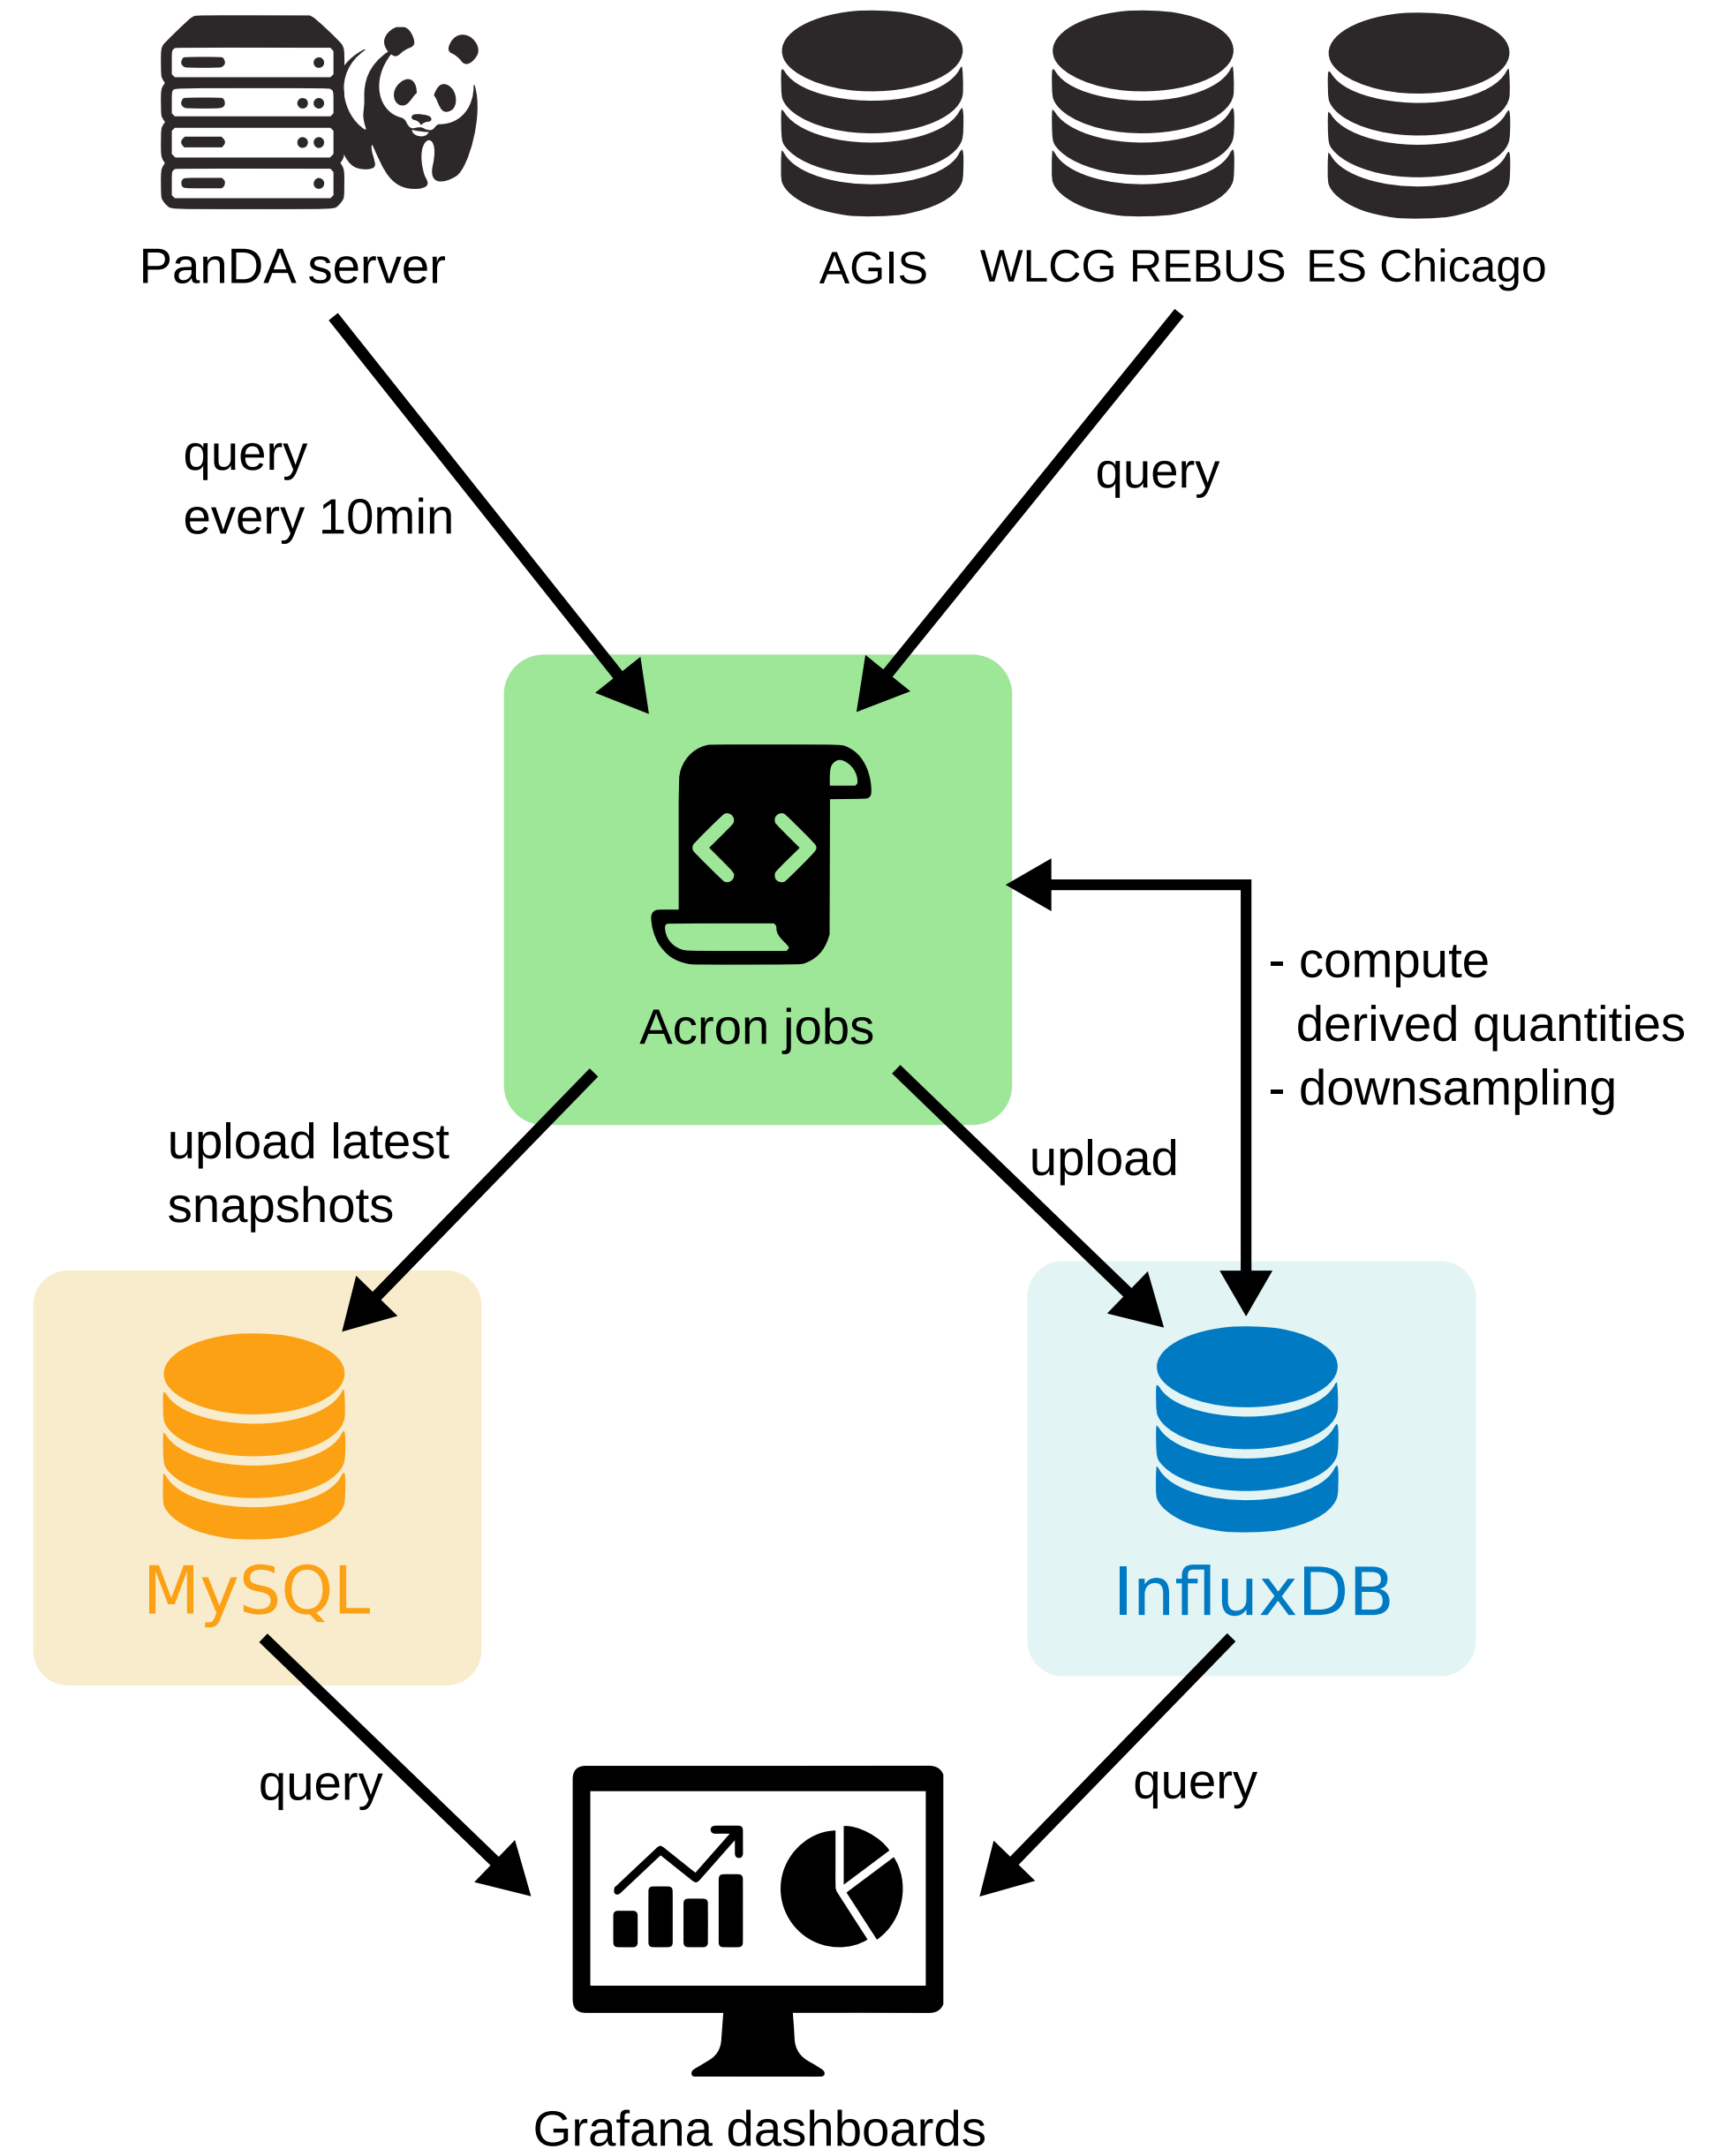 PanDA server
AGIS
WLCG REBUS
ES Chicago
query
every 10min
query
Acron jobs
- compute
derived quantities
- downsampling
upload latest
snapshots
upload
MySQL
InfluxDB
query
query
Grafana dashboards